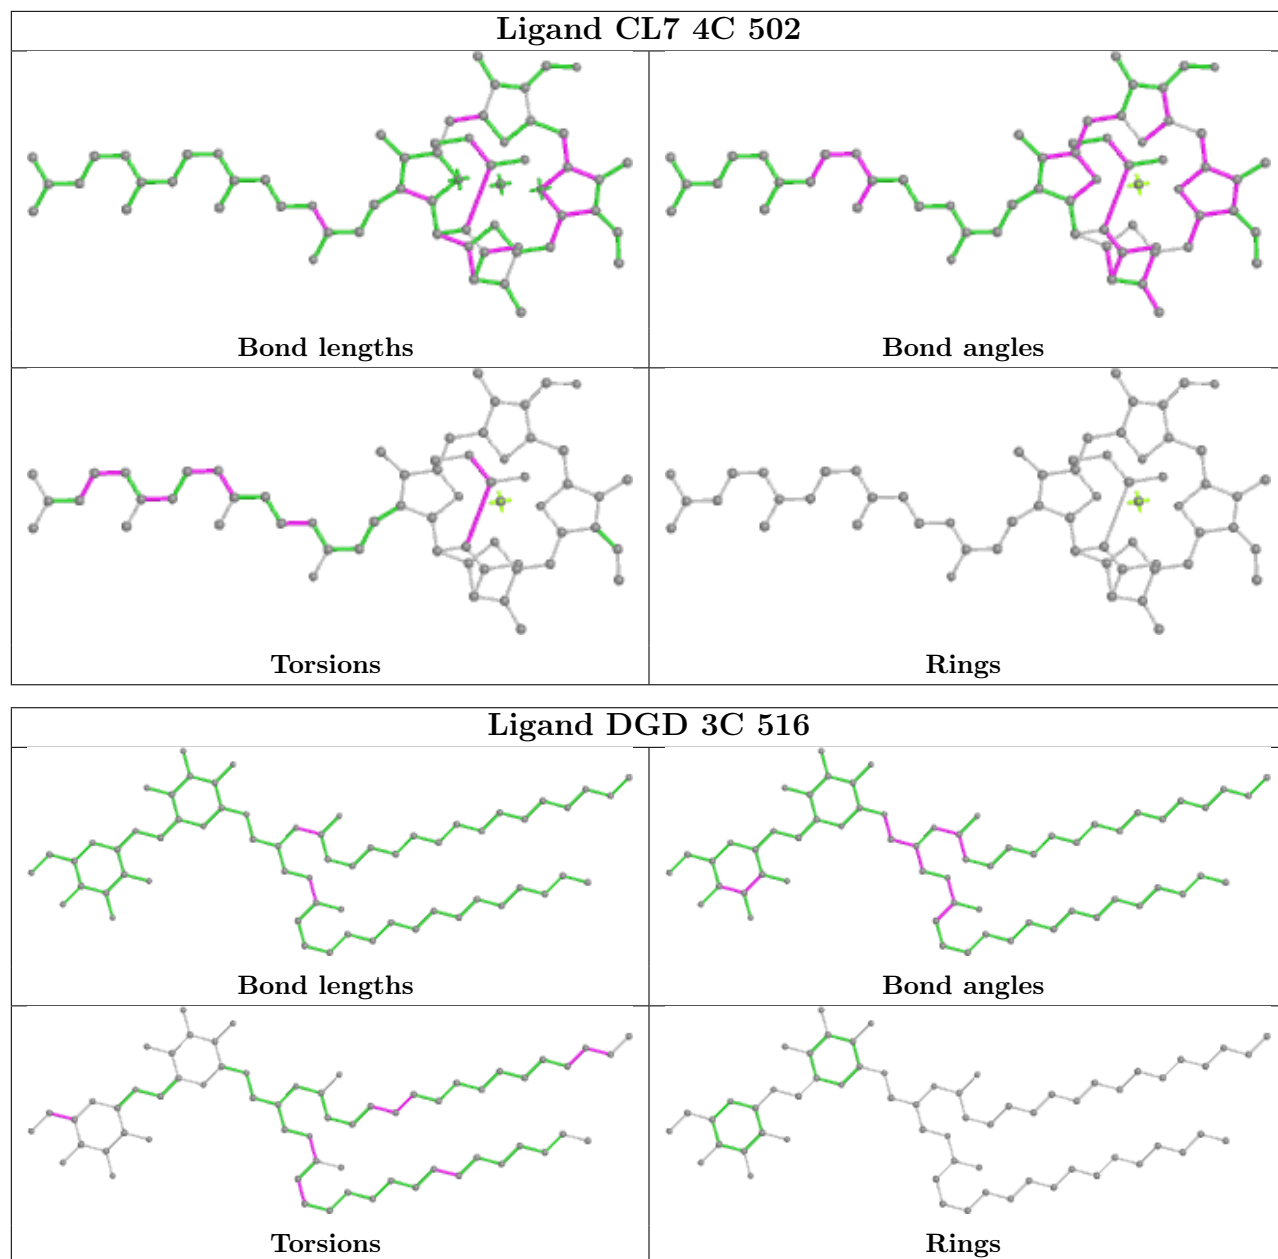 Ligand CL7 4C 502
Bond lengths
Bond angles
Torsions
Rings
Ligand DGD 3C 516
Bond lengths
Bond angles
Torsions
Rings